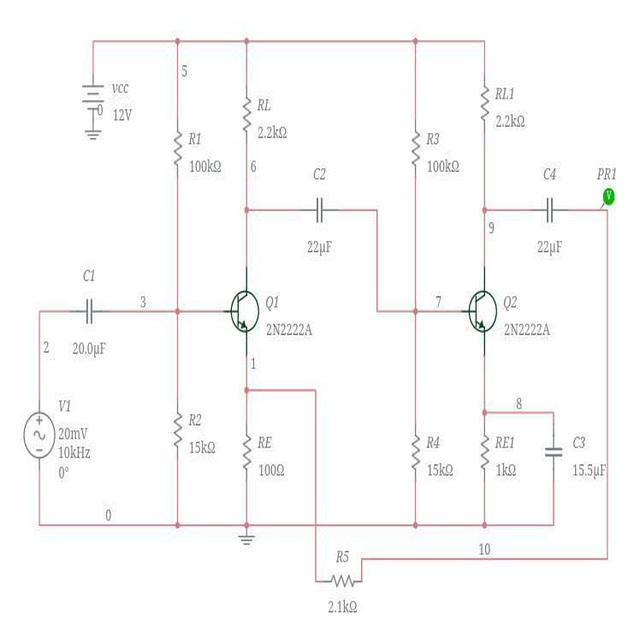 5
vcc
0
12V
R1
100kΩ
RL
2.2kΩ
6
C2
22μF
R3
100kΩ
RL1
2.2kΩ
C4
22μF
PR1
V
9
C1
20.0μF
3
2
Q1
2N2222A
1
7
Q2
2N2222A
V1
20mV
10kHz
0°
R2
15kΩ
RE
100Ω
R4
15kΩ
8
RE1
1kΩ
C3
15.5μF
0
R5
2.1kΩ
10